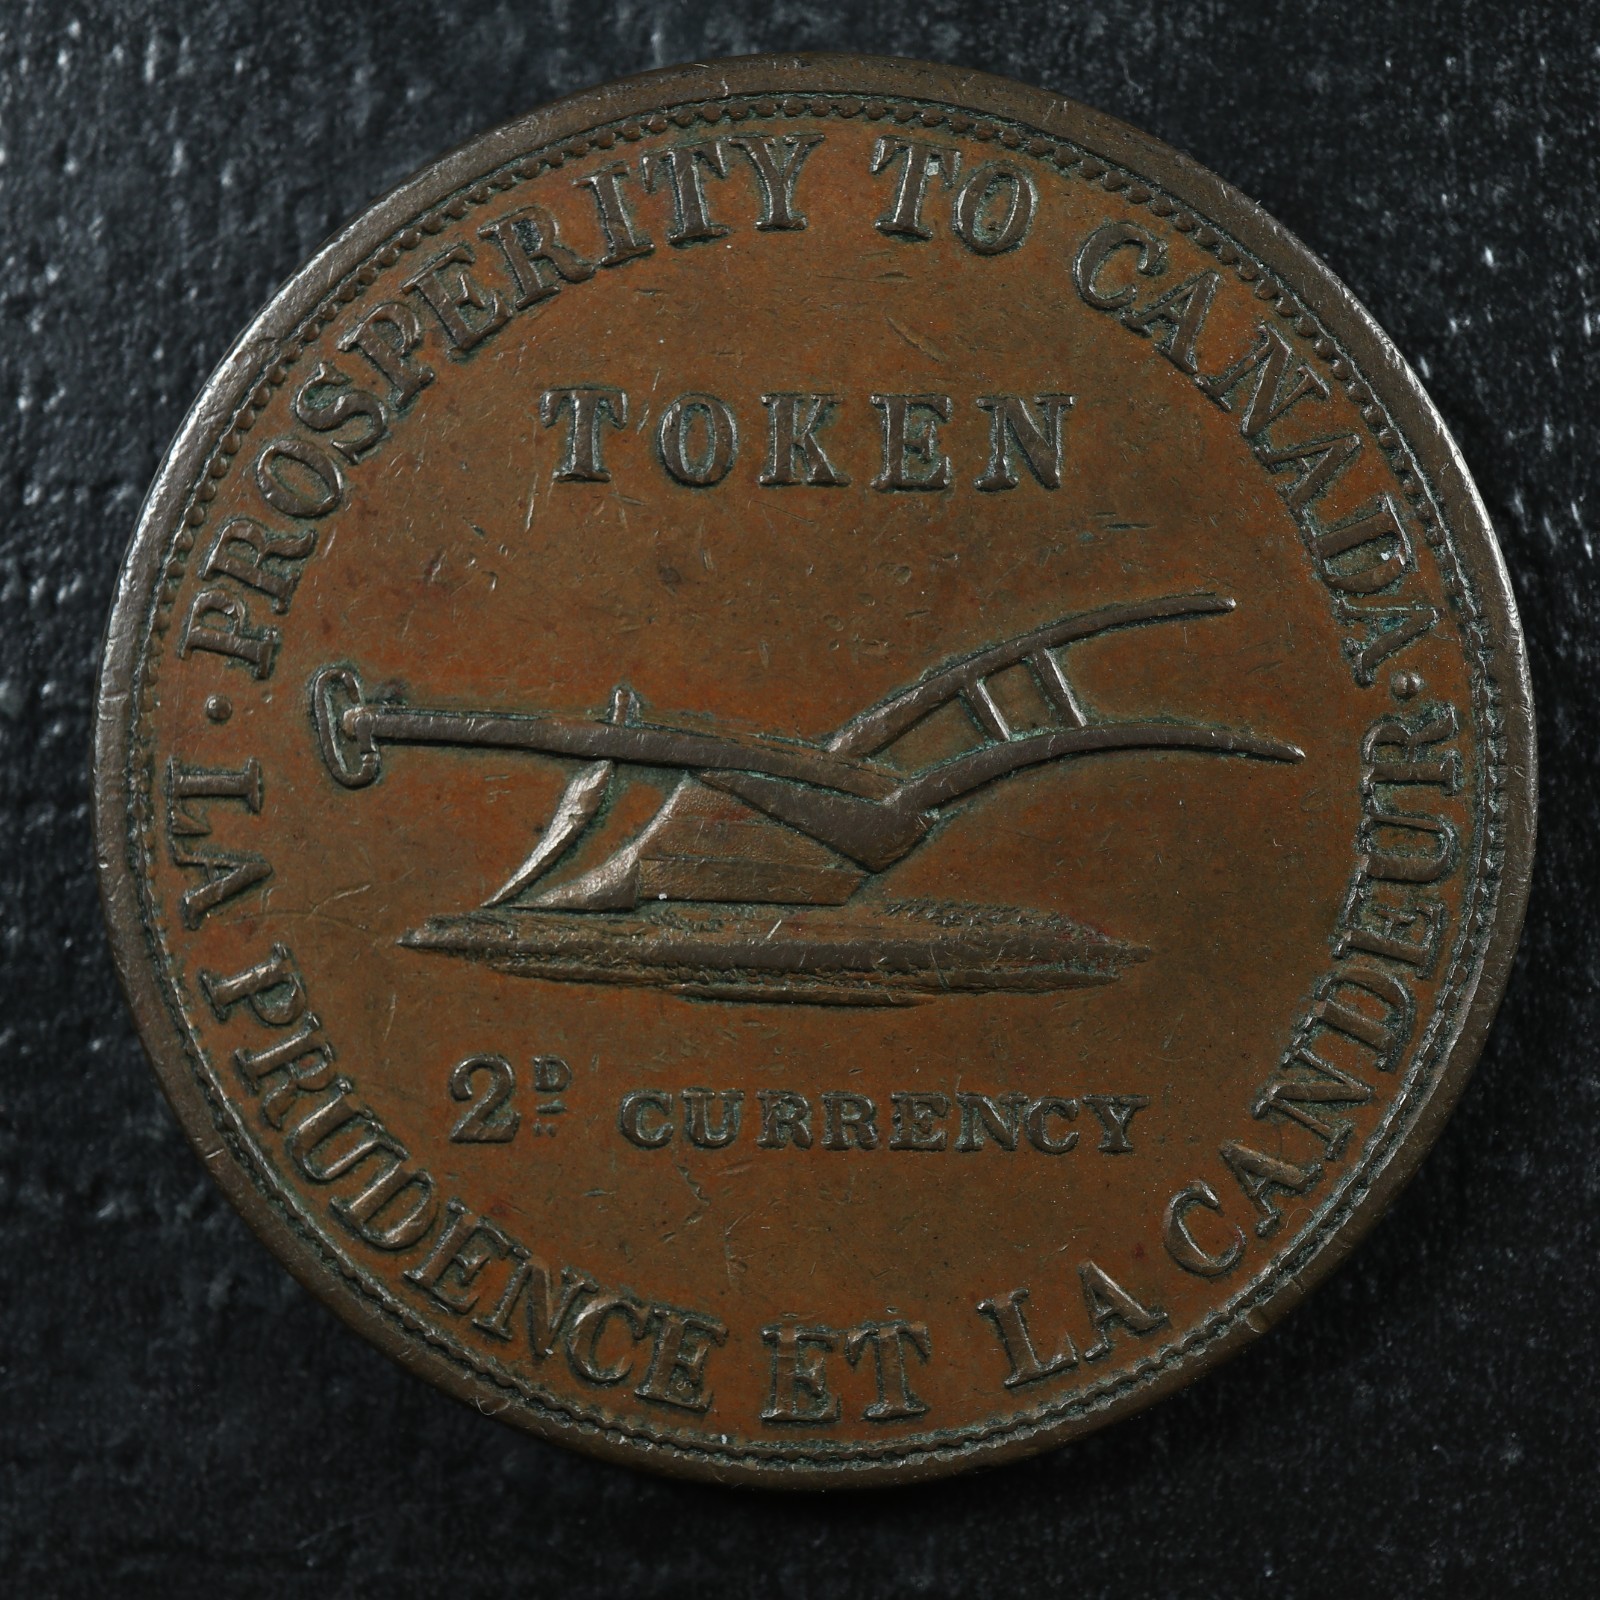 · PROSPERITY TO CANADA ·
TOKEN
2D CURRENCY
LA PRUDENCE ET LA CANDEUR